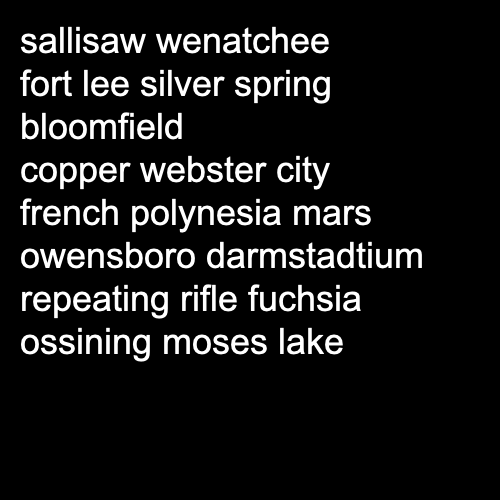 sallisaw wenatchee
fort lee silver spring
bloomfield
copper webster city
french polynesia mars
owensboro darmstadtium
repeating rifle fuchsia
ossining moses lake